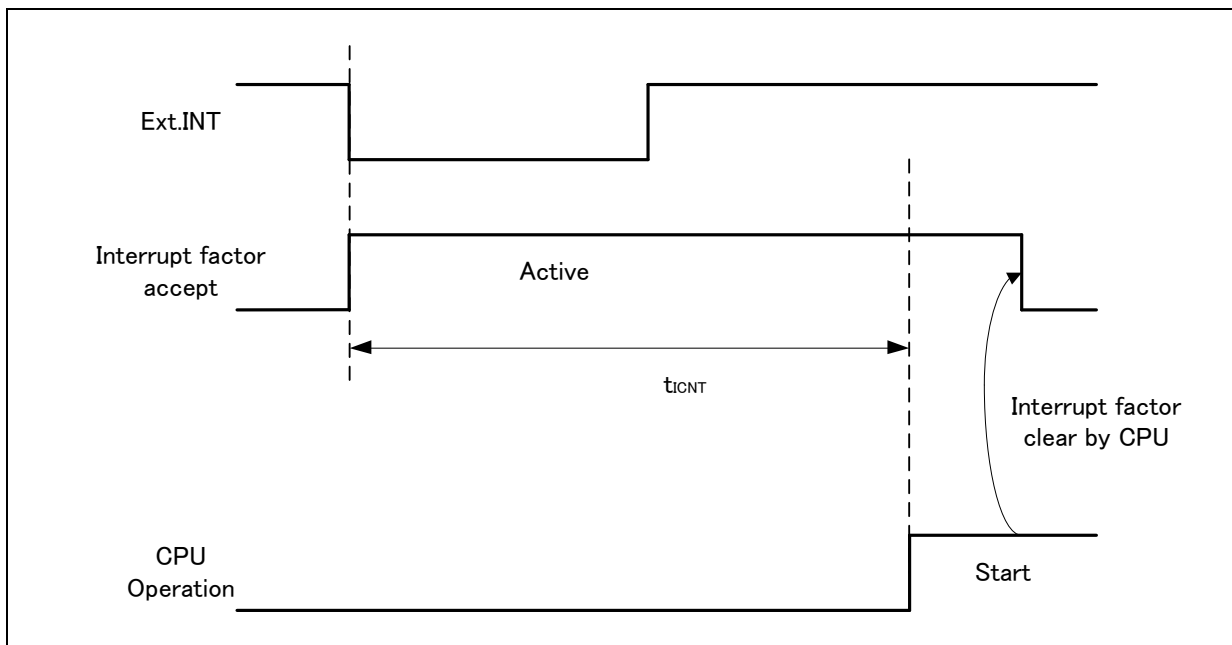 Ext.INT
Interrupt factor
accept
Active
tICNT
Interrupt factor
clear by CPU
CPU
Operation
Start